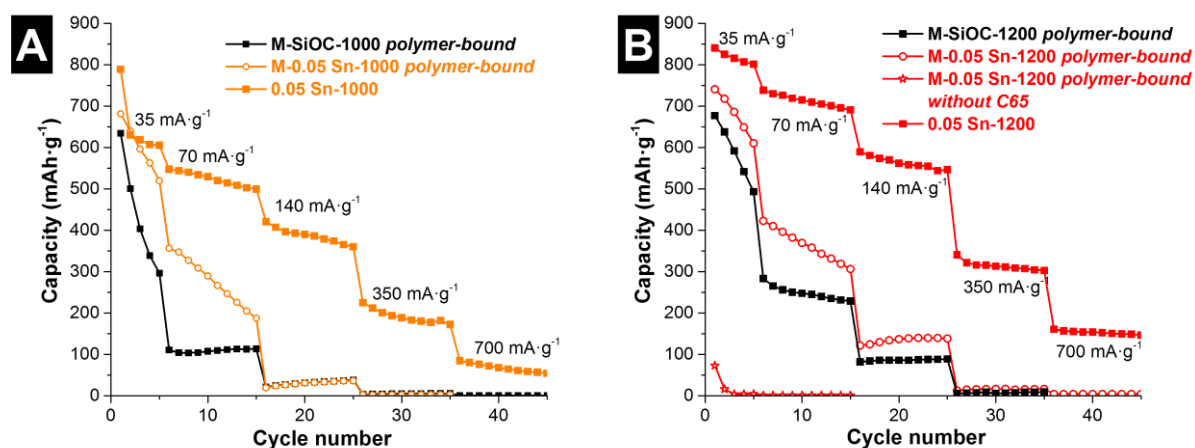 A
Capacity (mAh·g⁻¹)
900
800
700
600
500
400
300
200
100
0
M-SiOC-1000 polymer-bound
M-0.05 Sn-1000 polymer-bound
0.05 Sn-1000
35 mA·g⁻¹
70 mA·g⁻¹
140 mA·g⁻¹
350 mA·g⁻¹
700 mA·g⁻¹
0 10 20 30 40
Cycle number
B
Capacity (mAh·g⁻¹)
900
800
700
600
500
400
300
200
100
0
35 mA·g⁻¹
M-SiOC-1200 polymer-bound
M-0.05 Sn-1200 polymer-bound
M-0.05 Sn-1200 polymer-bound
without C65
0.05 Sn-1200
70 mA·g⁻¹
140 mA·g⁻¹
350 mA·g⁻¹
700 mA·g⁻¹
0 10 20 30 40
Cycle number